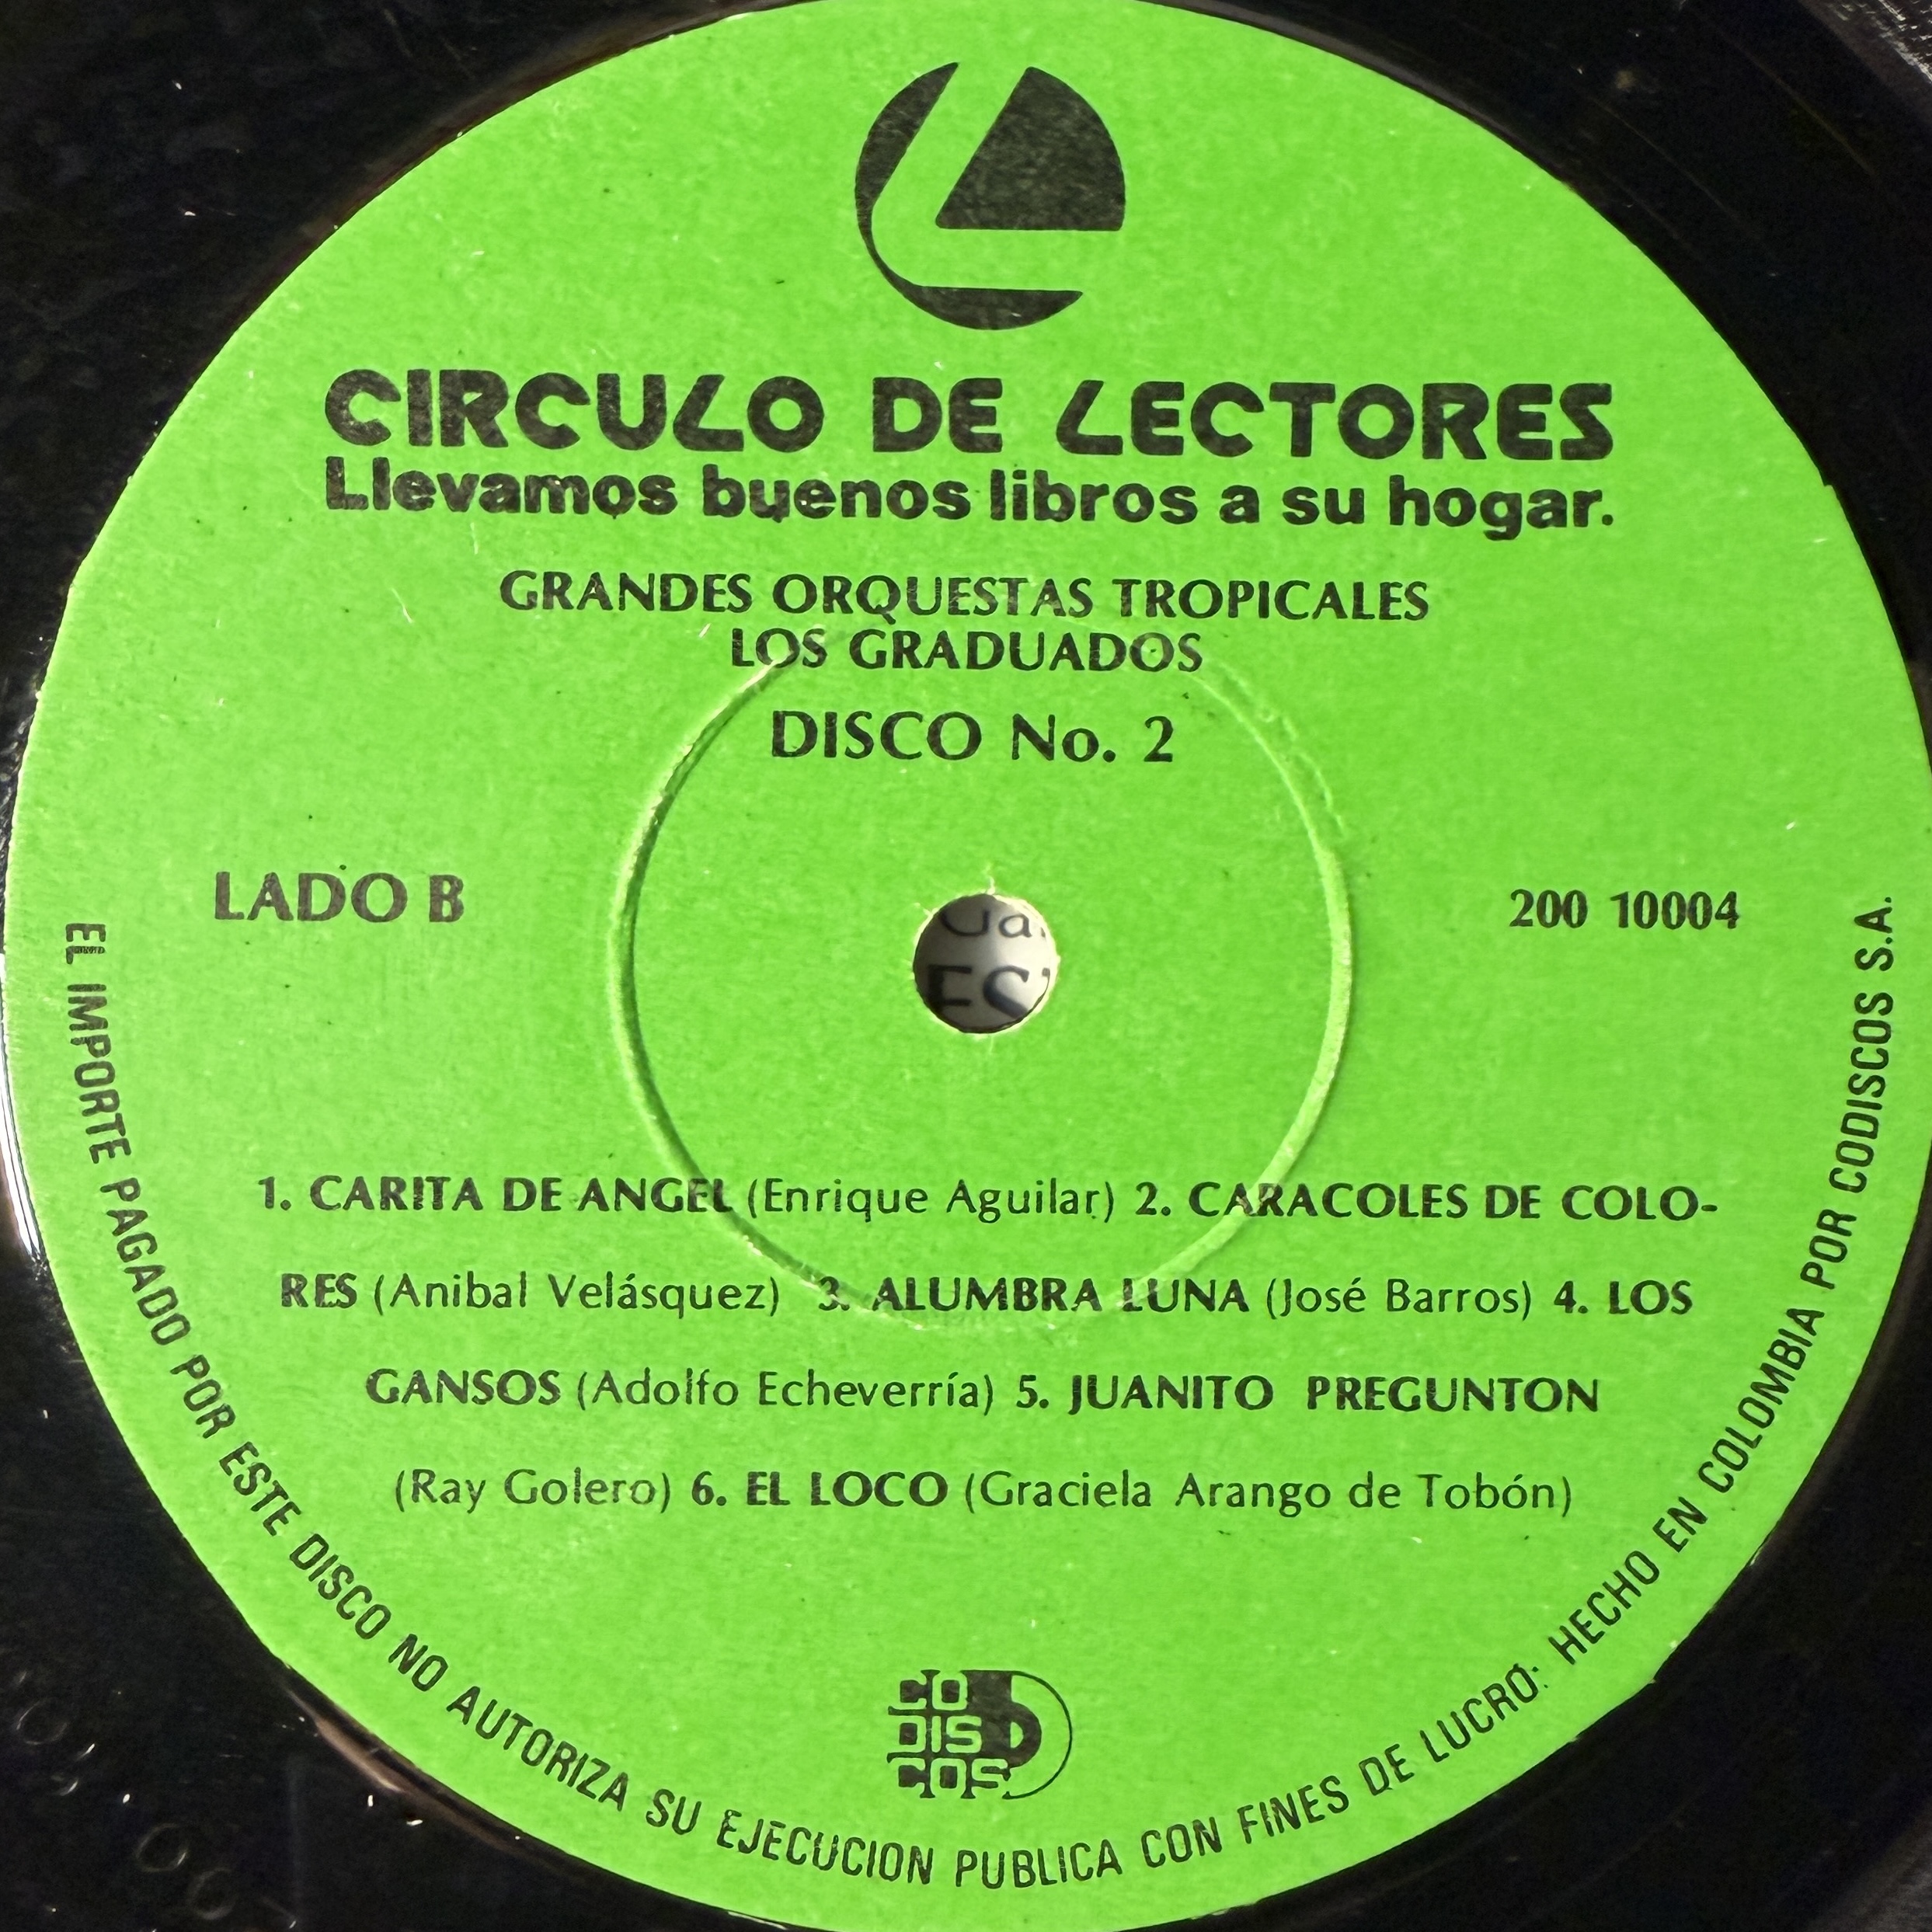 CIRCULO DE LECTORES
Llevamos buenos libros a su hogar.
GRANDES ORQUESTAS TROPICALES
LOS GRADUADOS
DISCO No. 2
LADO B
200 10004
1. CARITA DE ANGEL (Enrique Aguilar) 2. CARACOLES DE COLO-
RES (Anibal Velásquez) 3. ALUMBRA LUNA (José Barros) 4. LOS
GANSOS (Adolfo Echeverría) 5. JUANITO PREGUNTON
(Ray Golero) 6. EL LOCO (Graciela Arango de Tobón)
CO
DIS
COS
EL IMPORTE PAGADO POR ESTE DISCO NO AUTORIZA SU EJECUCION PUBLICA CON FINES DE LUCRO: HECHO EN COLOMBIA POR CODISCOS S.A.